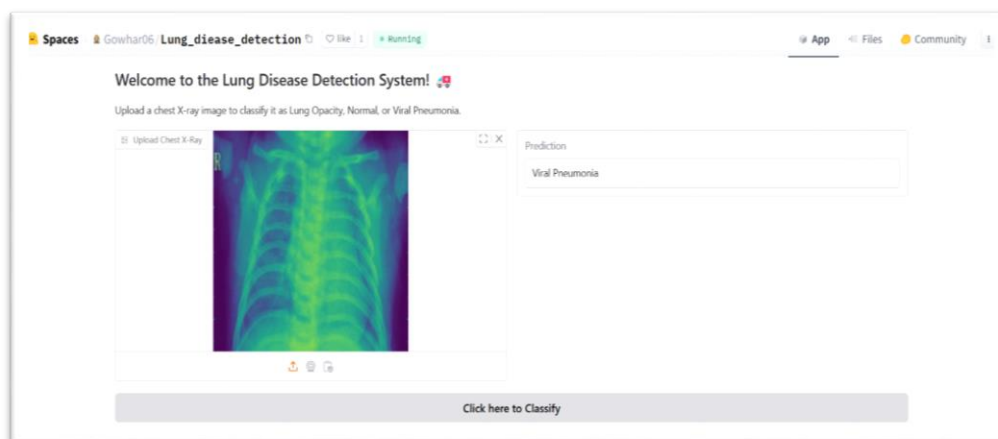 Spaces Gowhar06/Lung_diease_detection like 1 Running App Files Community
Welcome to the Lung Disease Detection System!
Upload a chest X-ray image to classify it as Lung Opacity, Normal, or Viral Pneumonia.
Upload Chest X-Ray
R
Prediction
Viral Pneumonia
Click here to Classify